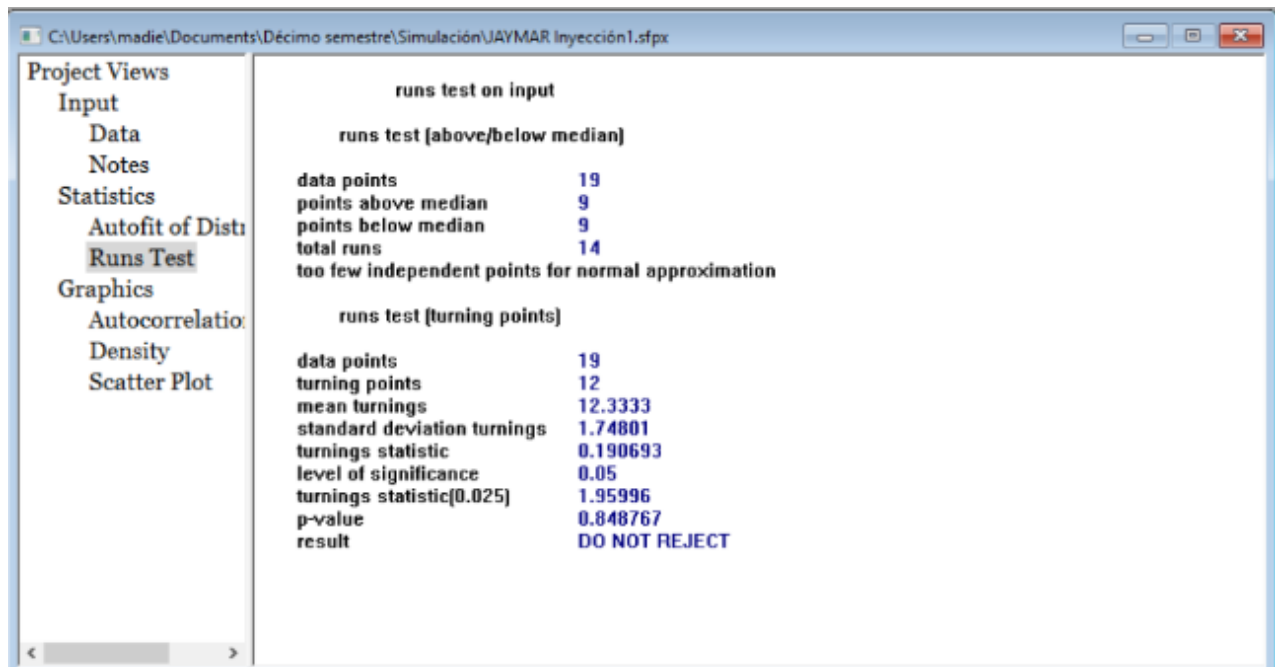 C:\Users\madie\Documents\Décimo semestre\Simulación\JAYMAR Inyección1.sfpx
Project Views
Input
Data
Notes
Statistics
Autofit of Distr
Runs Test
Graphics
Autocorrelation
Density
Scatter Plot
runs test on input
runs test (above/below median)
data points 19
points above median 9
points below median 9
total runs 14
too few independent points for normal approximation
runs test (turning points)
data points 19
turning points 12
mean turnings 12.3333
standard deviation turnings 1.74801
turnings statistic 0.190693
level of significance 0.05
turnings statistic(0.025) 1.95996
p-value 0.848767
result DO NOT REJECT